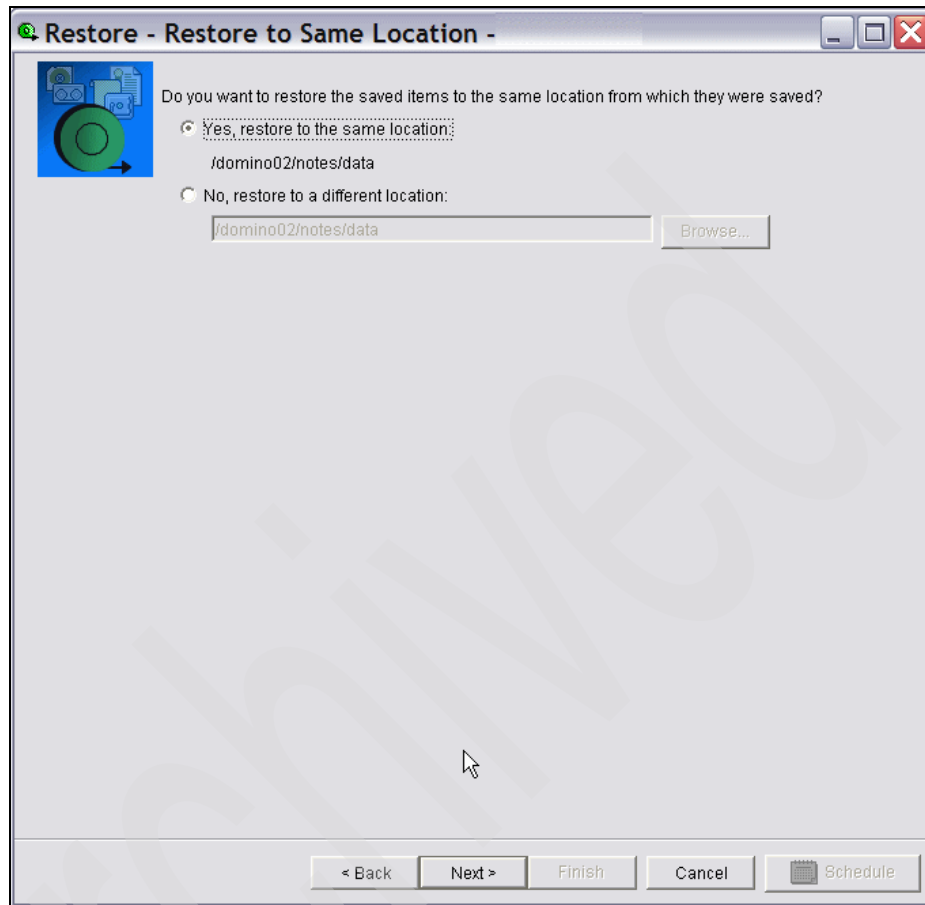 Restore - Restore to Same Location -
Do you want to restore the saved items to the same location from which they were saved?
Yes, restore to the same location:
/domino02/notes/data
No, restore to a different location:
/domino02/notes/data
Browse...
< Back
Next >
Finish
Cancel
Schedule
rchived